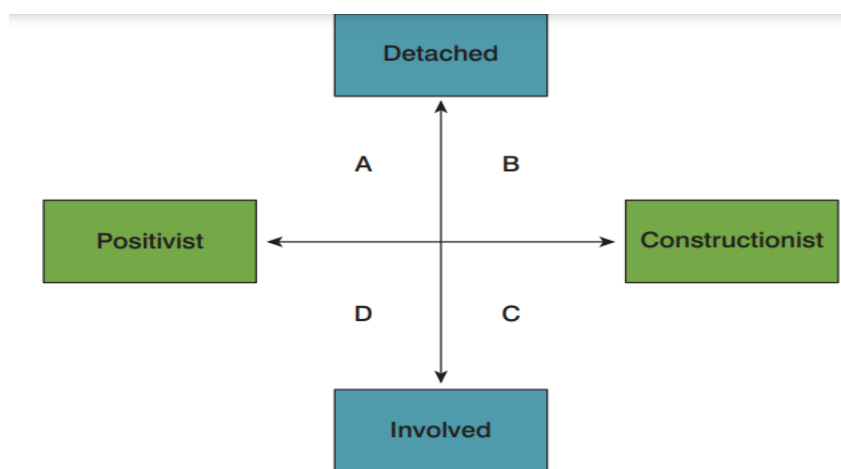 Detached
A
B
Positivist
Constructionist
D
C
Involved